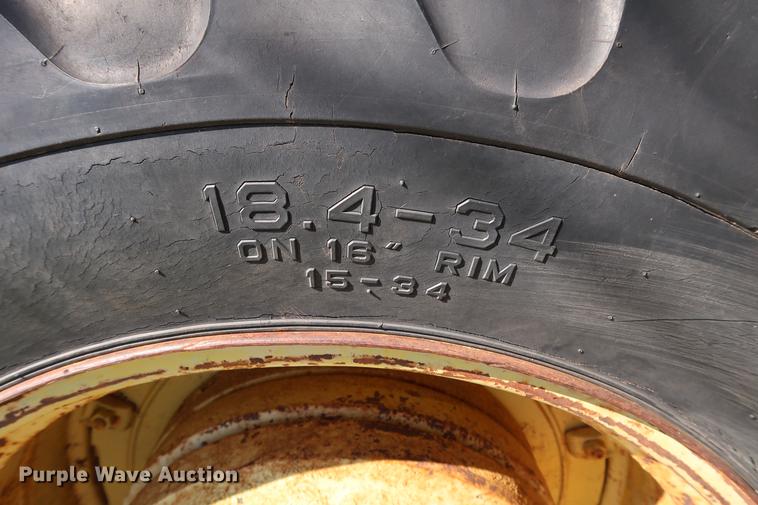 18.4-34
ON 16" RIM
15-34
Purple Wave Auction